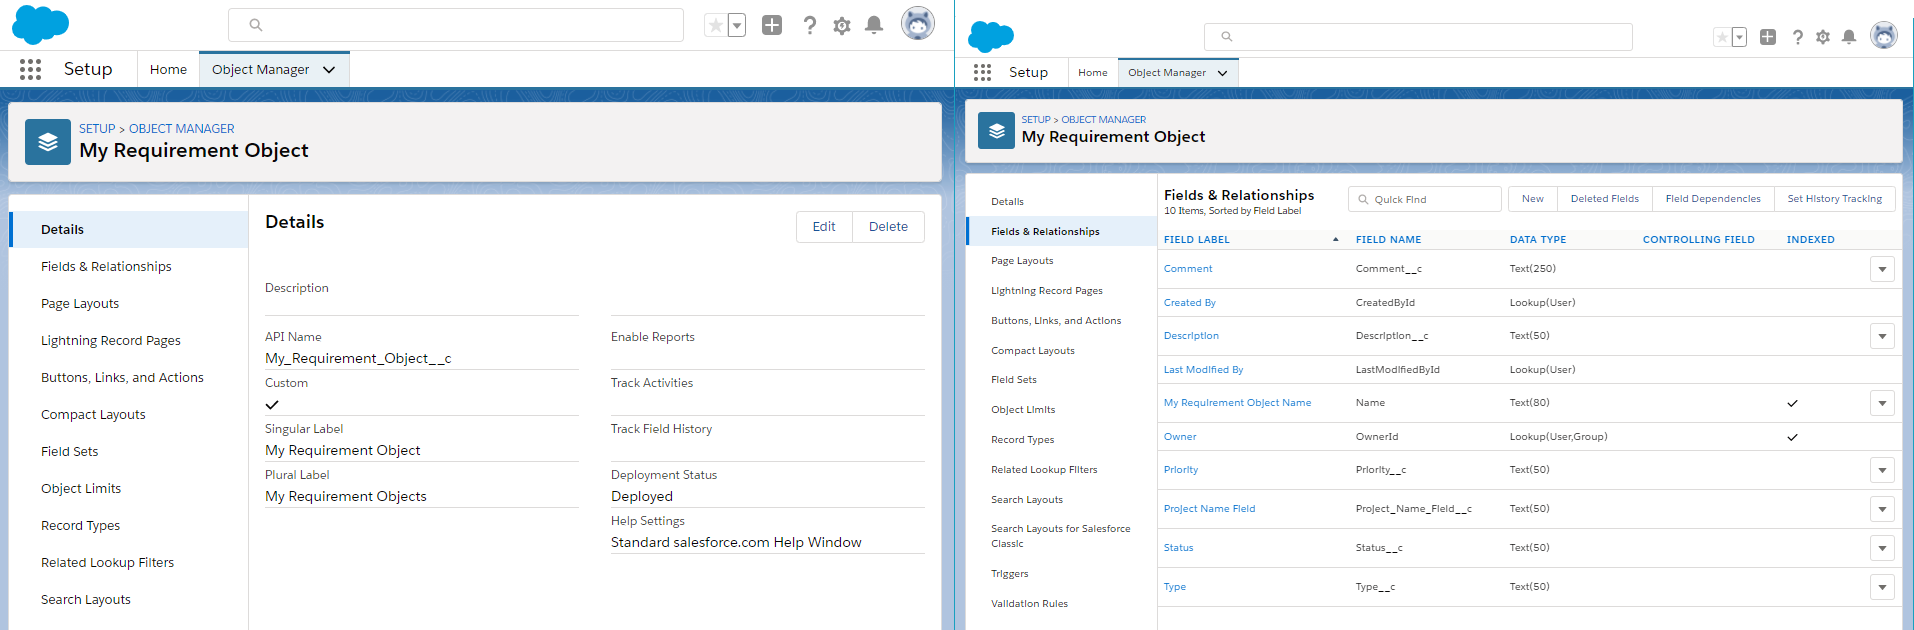 Setup
Home
Object Manager
SETUP > OBJECT MANAGER
My Requirement Object
Details
Fields & Relationships
Page Layouts
Lightning Record Pages
Buttons, Links, and Actions
Compact Layouts
Field Sets
Object Limits
Record Types
Related Lookup Filters
Search Layouts
Details
Edit
Delete
Description
API Name
My_Requirement_Object__c
Custom
Singular Label
My Requirement Object
Plural Label
My Requirement Objects
Enable Reports
Track Activities
Track Field History
Deployment Status
Deployed
Help Settings
Standard salesforce.com Help Window
Setup
Home
Object Manager
SETUP > OBJECT MANAGER
My Requirement Object
Details
Fields & Relationships
Page Layouts
Lightning Record Pages
Buttons, Links, and Actions
Compact Layouts
Field Sets
Object Limits
Record Types
Related Lookup Filters
Search Layouts
Search Layouts for Salesforce
Classic
Triggers
Validation Rules
Fields & Relationships
10 Items, Sorted by Field Label
Quick Find
New
Deleted Fields
Field Dependencies
Set History Tracking
FIELD LABEL FIELD NAME DATA TYPE CONTROLLING FIELD INDEXED
Comment Comment__c Text(250)
Created By CreatedById Lookup(User)
Description Description__c Text(50)
Last Modified By LastModifiedById Lookup(User)
My Requirement Object Name Name Text(80)
Owner OwnerId Lookup(User,Group)
Priority Priority__c Text(50)
Project Name Field Project_Name_Field__c Text(50)
Status Status__c Text(50)
Type Type__c Text(50)